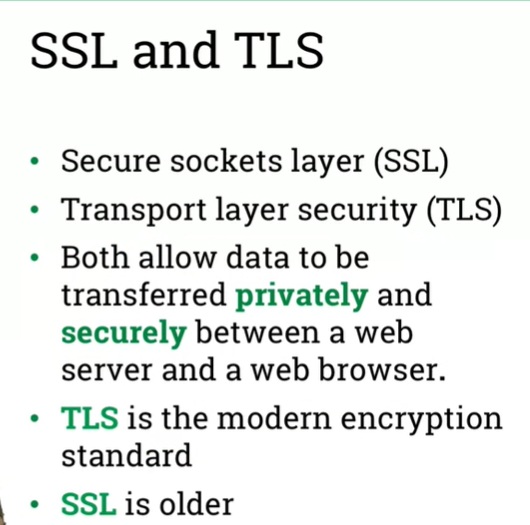 SSL and TLS
• Secure sockets layer (SSL)
• Transport layer security (TLS)
• Both allow data to be
transferred privately and
securely between a web
server and a web browser.
• TLS is the modern encryption
standard
• SSL is older